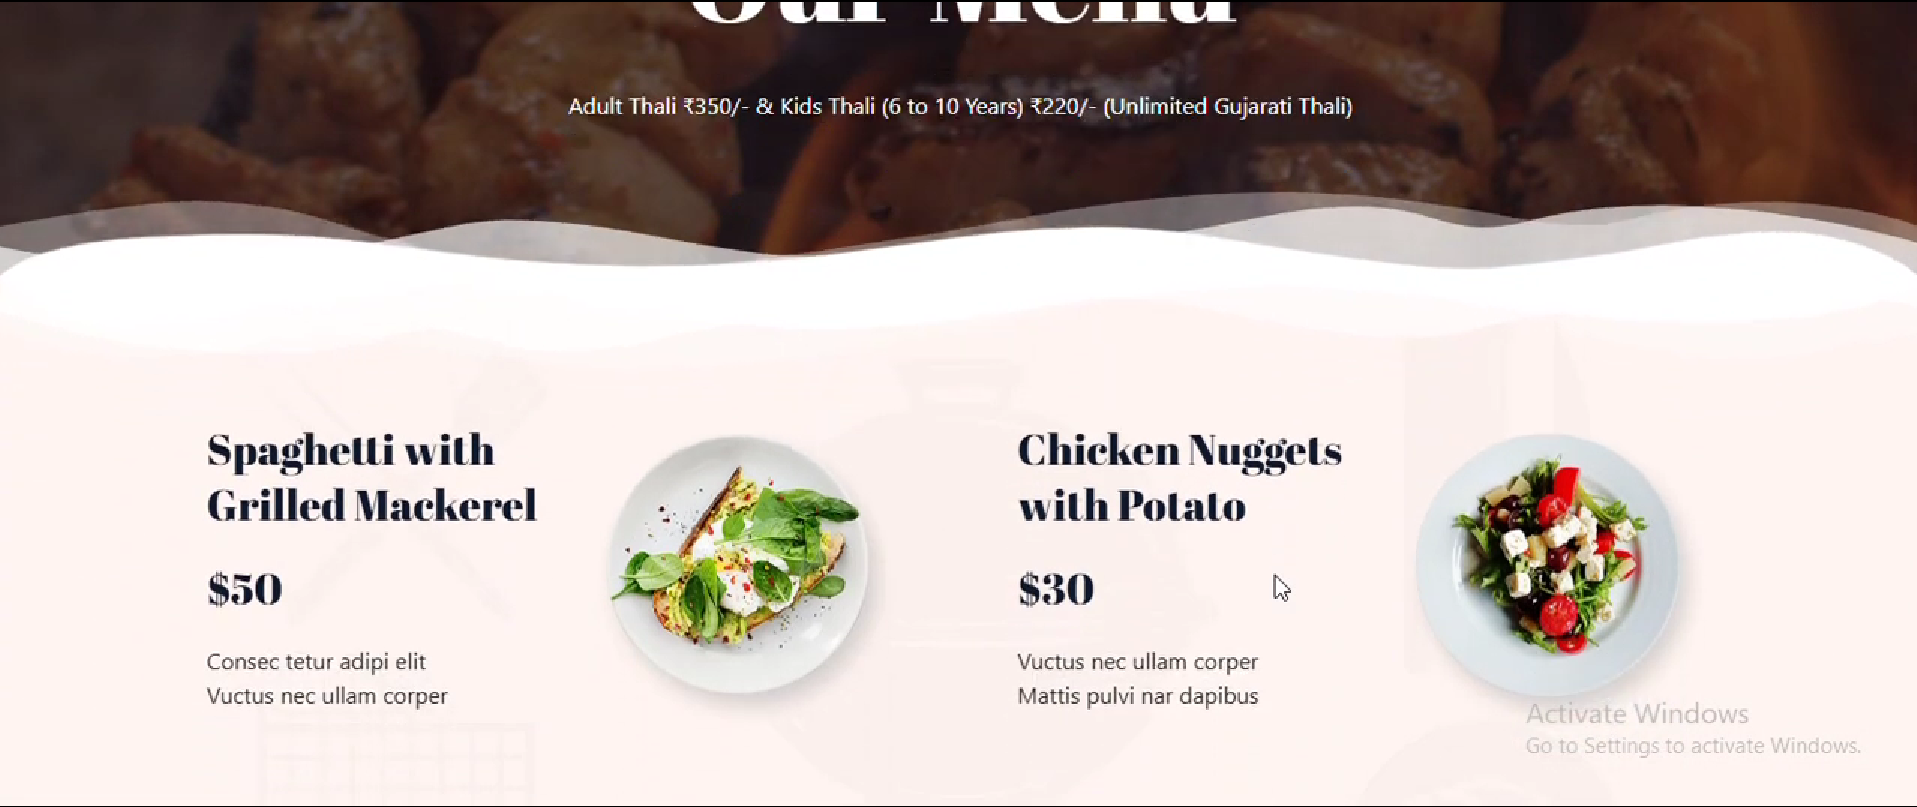 Our Menu
Adult Thali ₹350/- & Kids Thali (6 to 10 Years) ₹220/- (Unlimited Gujarati Thali)
Spaghetti with
Grilled Mackerel
$50
Consec tetur adipi elit
Vuctus nec ullam corper
Chicken Nuggets
with Potato
$30
Vuctus nec ullam corper
Mattis pulvi nar dapibus
Activate Windows
Go to Settings to activate Windows.